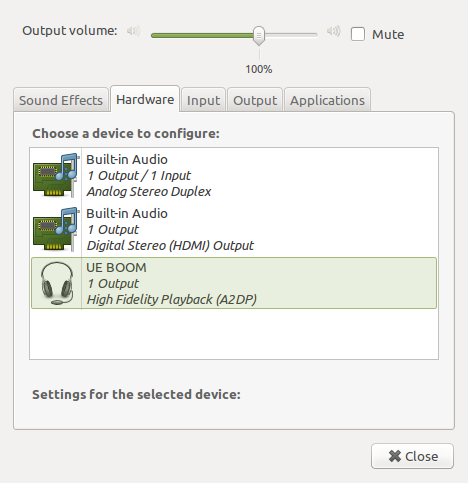 Output volume:
Mute
100%
Sound Effects
Hardware
Input
Output
Applications
Choose a device to configure:
Built-in Audio
1 Output / 1 Input
Analog Stereo Duplex
Built-in Audio
1 Output
Digital Stereo (HDMI) Output
UE BOOM
1 Output
High Fidelity Playback (A2DP)
Settings for the selected device:
Close